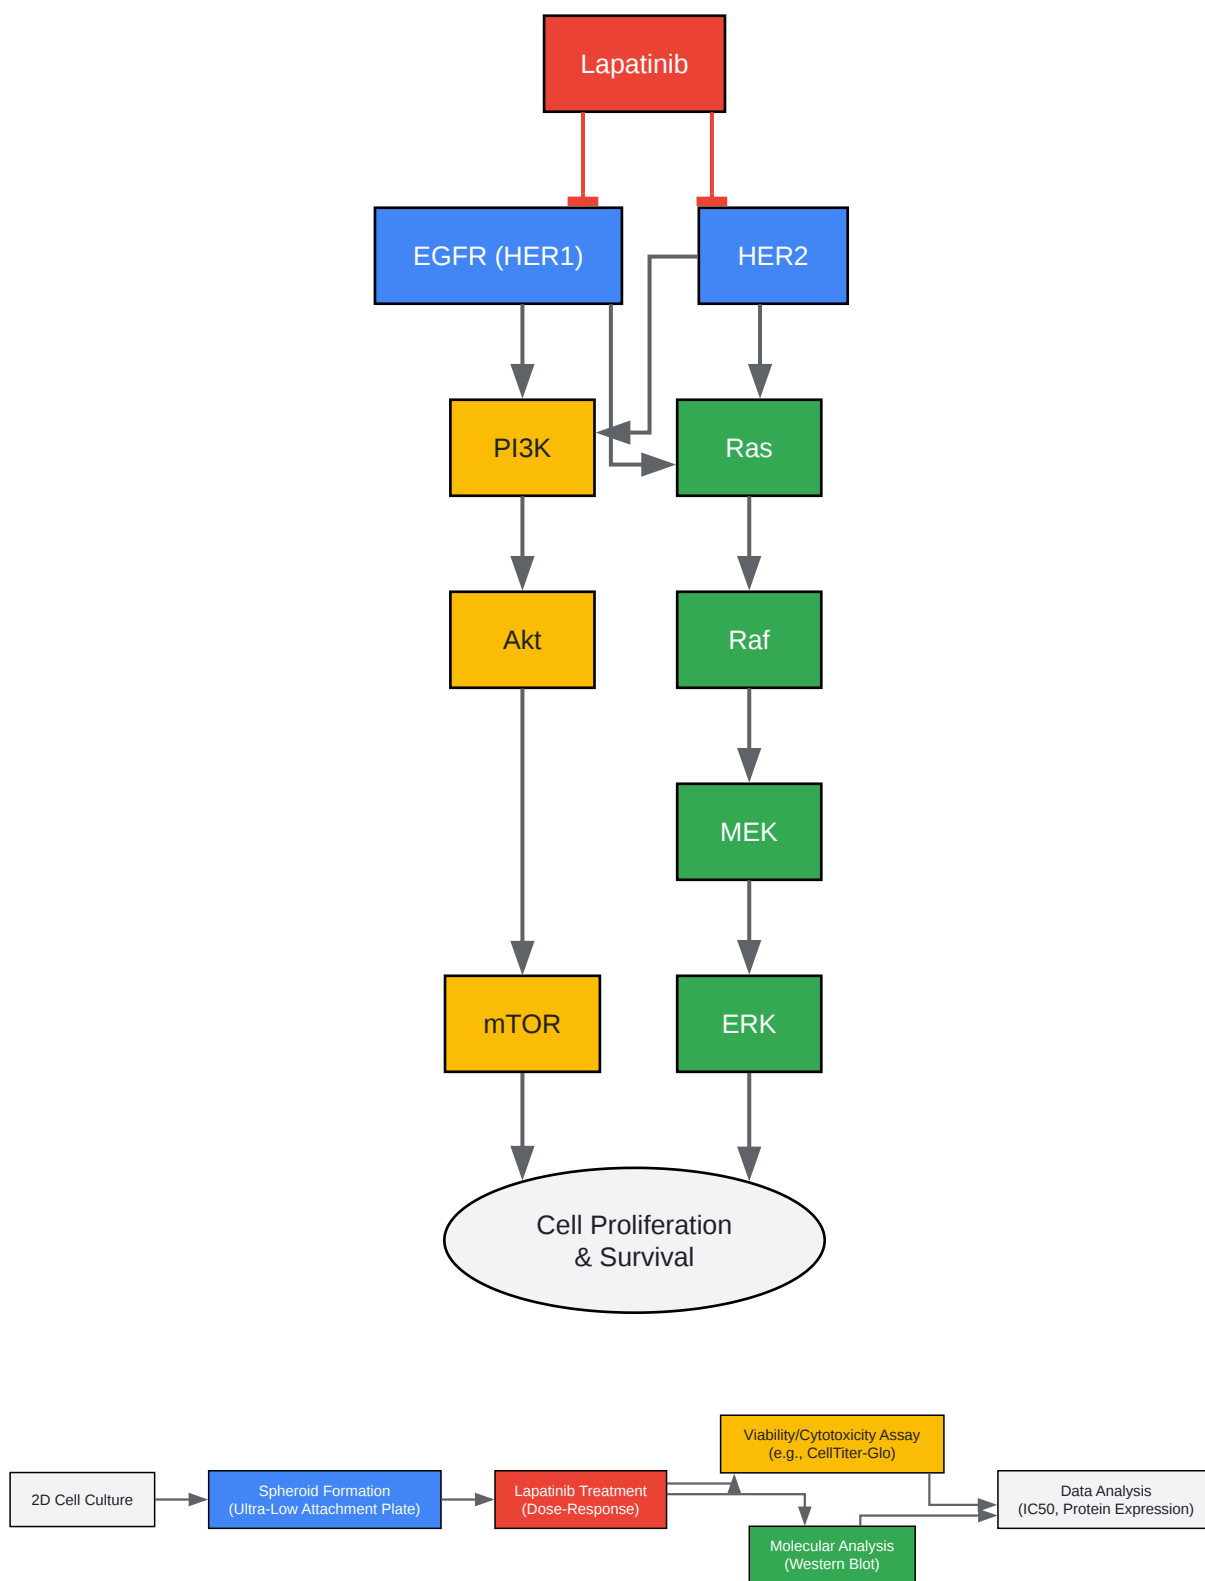 Lapatinib
EGFR (HER1)
HER2
PI3K
Ras
Akt
Raf
MEK
mTOR
ERK
Cell Proliferation
& Survival
2D Cell Culture
Spheroid Formation
(Ultra-Low Attachment Plate)
Lapatinib Treatment
(Dose-Response)
Viability/Cytotoxicity Assay
(e.g., CellTiter-Glo)
Molecular Analysis
(Western Blot)
Data Analysis
(IC50, Protein Expression)